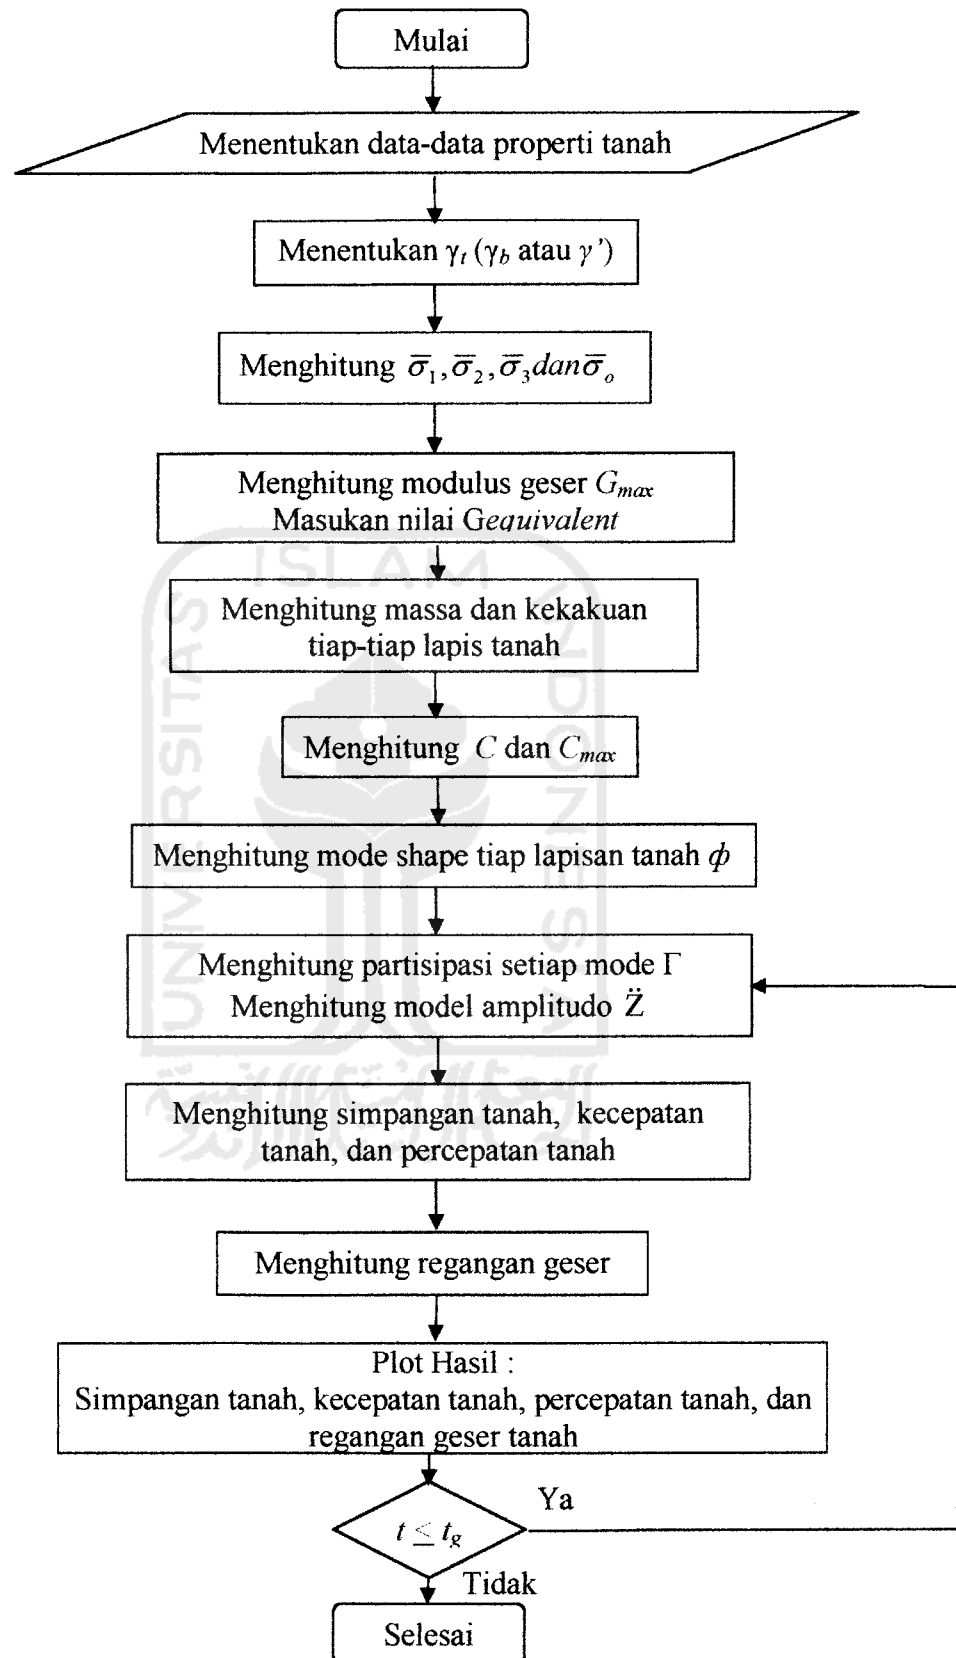 Mulai
Menentukan data-data properti tanah
Menentukan γt (γb atau γ')
Menghitung σ̅1, σ̅2, σ̅3 dan σ̅o
Menghitung modulus geser Gmax
Masukan nilai Gequivalent
Menghitung massa dan kekakuan
tiap-tiap lapis tanah
Menghitung C dan Cmax
Menghitung mode shape tiap lapisan tanah ϕ
Menghitung partisipasi setiap mode Γ
Menghitung model amplitudo Z̈
Menghitung simpangan tanah, kecepatan
tanah, dan percepatan tanah
Menghitung regangan geser
Plot Hasil :
Simpangan tanah, kecepatan tanah, percepatan tanah, dan
regangan geser tanah
t ≤ tg
Ya
Tidak
Selesai
UNIVERSITAS
ISLAM
INDONESIA